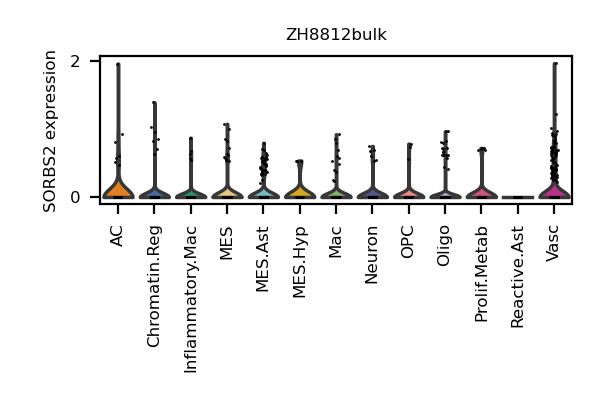 ZH8812bulk
SORBS2 expression
2
0
AC
Chromatin.Reg
Inflammatory.Mac
MES
MES.Ast
MES.Hyp
Mac
Neuron
OPC
Oligo
Prolif.Metab
Reactive.Ast
Vasc